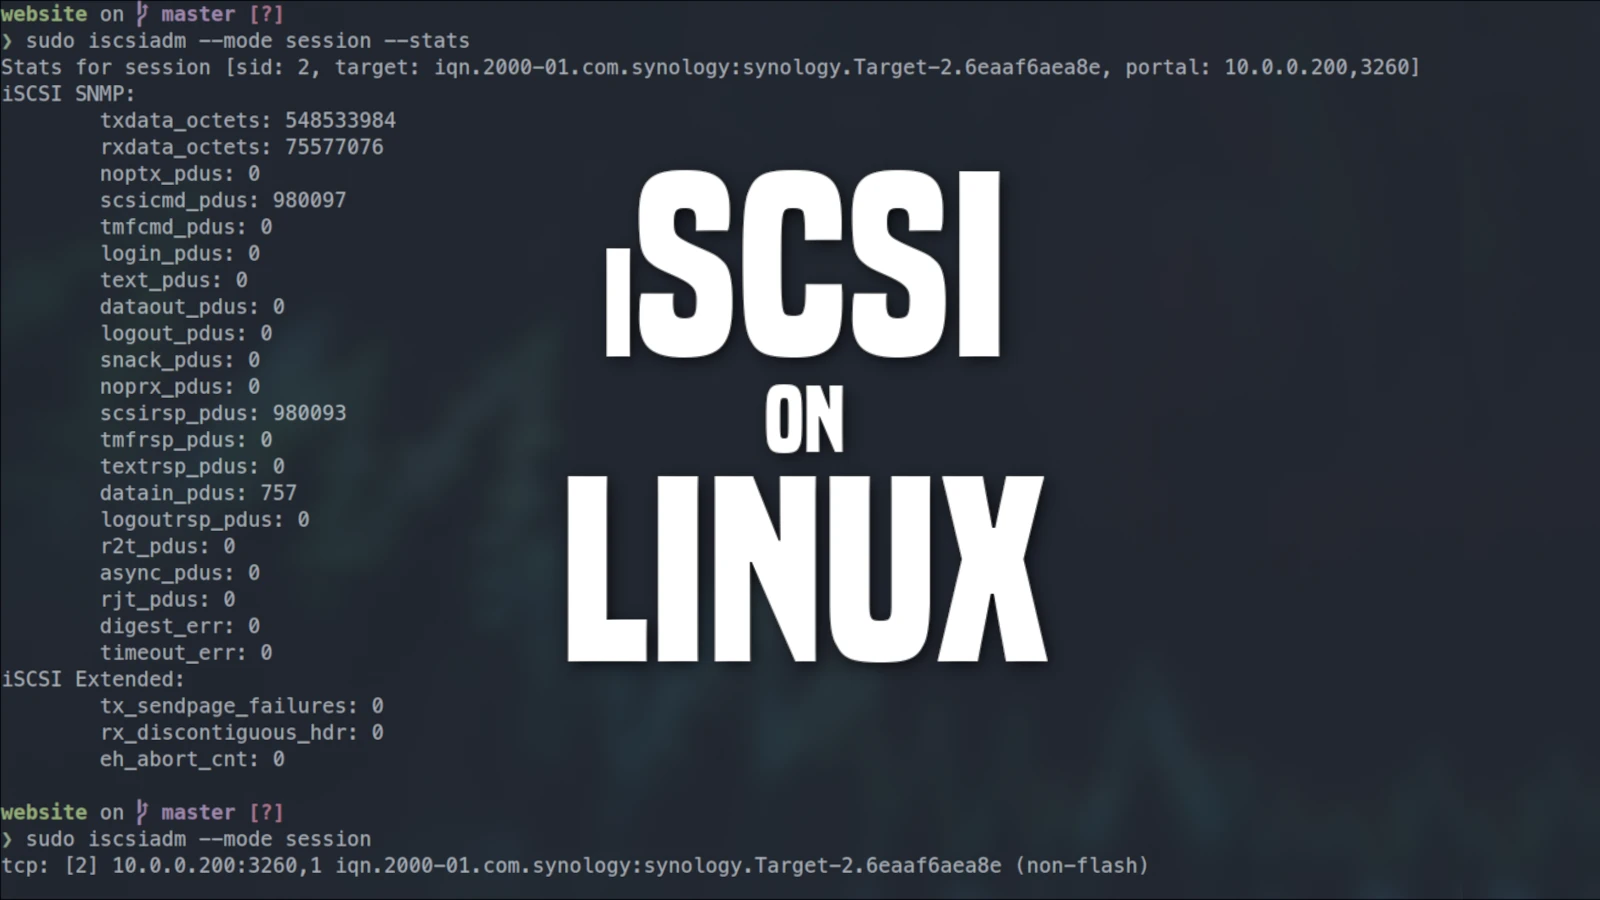 website on master [?]
❯ sudo iscsiadm --mode session --stats
Stats for session [sid: 2, target: iqn.2000-01.com.synology:synology.Target-2.6eaaf6aea8e, portal: 10.0.0.200,3260]
iSCSI SNMP:
txdata_octets: 548533984
rxdata_octets: 75577076
noptx_pdus: 0
scsicmd_pdus: 980097
tmfcmd_pdus: 0
login_pdus: 0
text_pdus: 0
dataout_pdus: 0
logout_pdus: 0
snack_pdus: 0
noprx_pdus: 0
scsirsp_pdus: 980093
tmfrsp_pdus: 0
textrsp_pdus: 0
datain_pdus: 757
logoutrsp_pdus: 0
r2t_pdus: 0
async_pdus: 0
rjt_pdus: 0
digest_err: 0
timeout_err: 0
iSCSI Extended:
tx_sendpage_failures: 0
rx_discontiguous_hdr: 0
eh_abort_cnt: 0
website on master [?]
❯ sudo iscsiadm --mode session
tcp: [2] 10.0.0.200:3260,1 iqn.2000-01.com.synology:synology.Target-2.6eaaf6aea8e (non-flash)
iSCSI
ON
LINUX